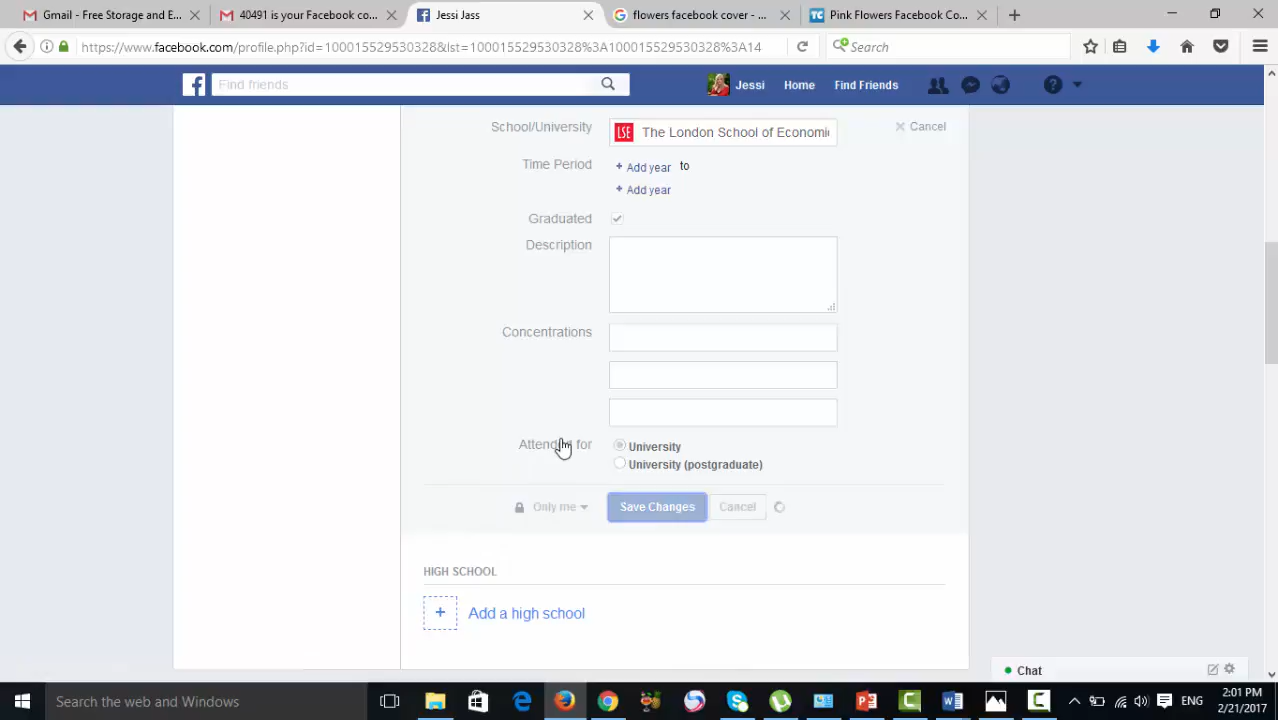 Gmail - Free Storage and E...
40491 is your Facebook co...
Jessi Jass
flowers facebook cover - ...
TC Pink Flowers Facebook Co...
https://www.facebook.com/profile.php?id=100015529530328&lst=100015529530328%3A100015529530328%3A14
Search
Find friends
Jessi
Home
Find Friends
School/University
LSE The London School of Economi
Cancel
Time Period
+ Add year to
+ Add year
Graduated
Description
Concentrations
Attended for
University
University (postgraduate)
Only me
Save Changes
Cancel
HIGH SCHOOL
+ Add a high school
Chat
Search the web and Windows
ENG
2:01 PM
2/21/2017